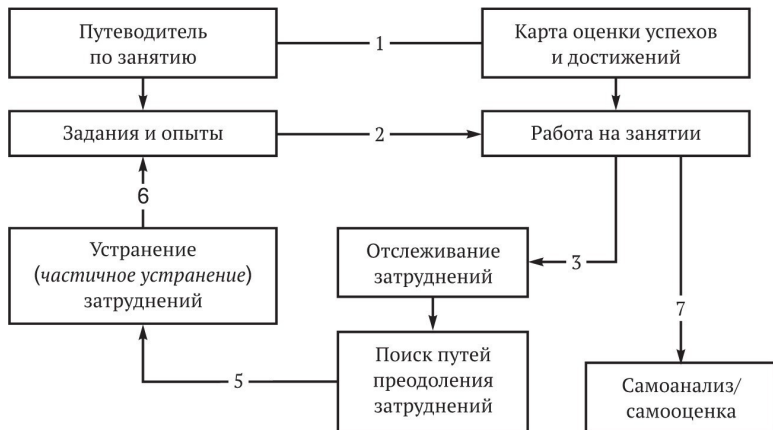 Путеводитель
по занятию
1
Карта оценки успехов
и достижений
Задания и опыты
2
Работа на занятии
6
Устранение
(частичное устранение)
затруднений
Отслеживание
затруднений
3
7
5
Поиск путей
преодоления
затруднений
Самоанализ/
самооценка